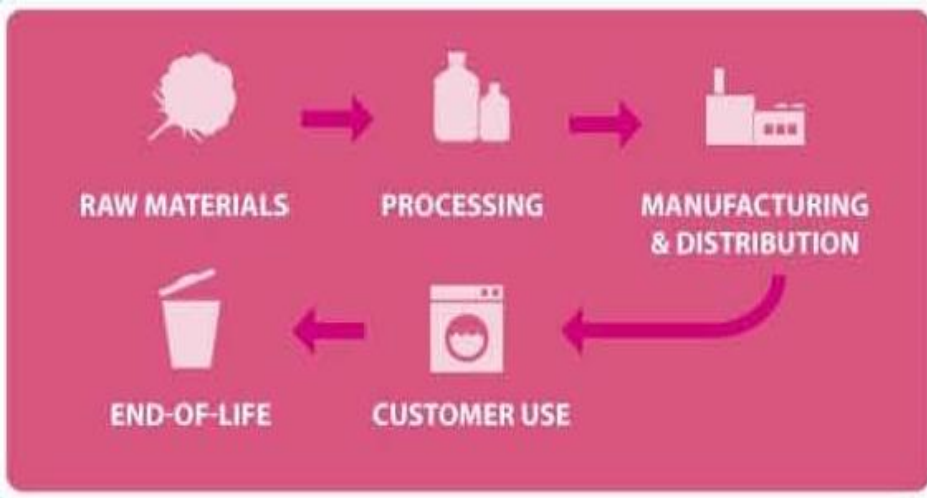 RAW MATERIALS
PROCESSING
MANUFACTURING
& DISTRIBUTION
END-OF-LIFE
CUSTOMER USE